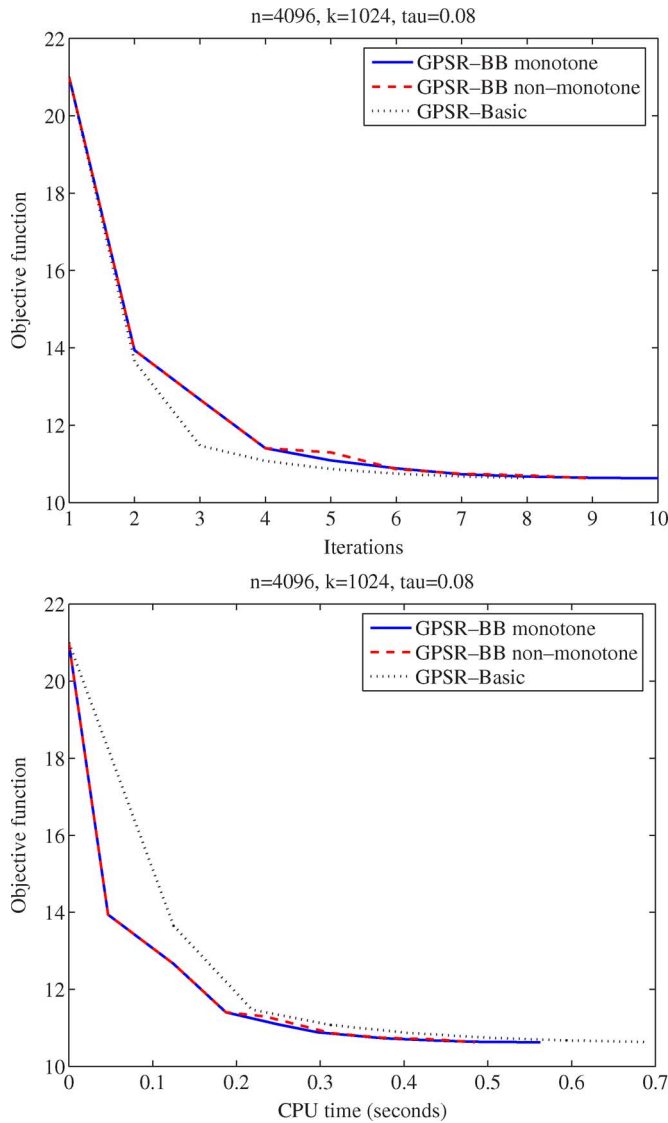 n=4096, k=1024, tau=0.08
GPSR–BB monotone
GPSR–BB non–monotone
GPSR–Basic
22
20
18
16
14
12
10
Objective function
1 2 3 4 5 6 7 8 9 10
Iterations
n=4096, k=1024, tau=0.08
GPSR–BB monotone
GPSR–BB non–monotone
GPSR–Basic
22
20
18
16
14
12
10
Objective function
0 0.1 0.2 0.3 0.4 0.5 0.6 0.7
CPU time (seconds)